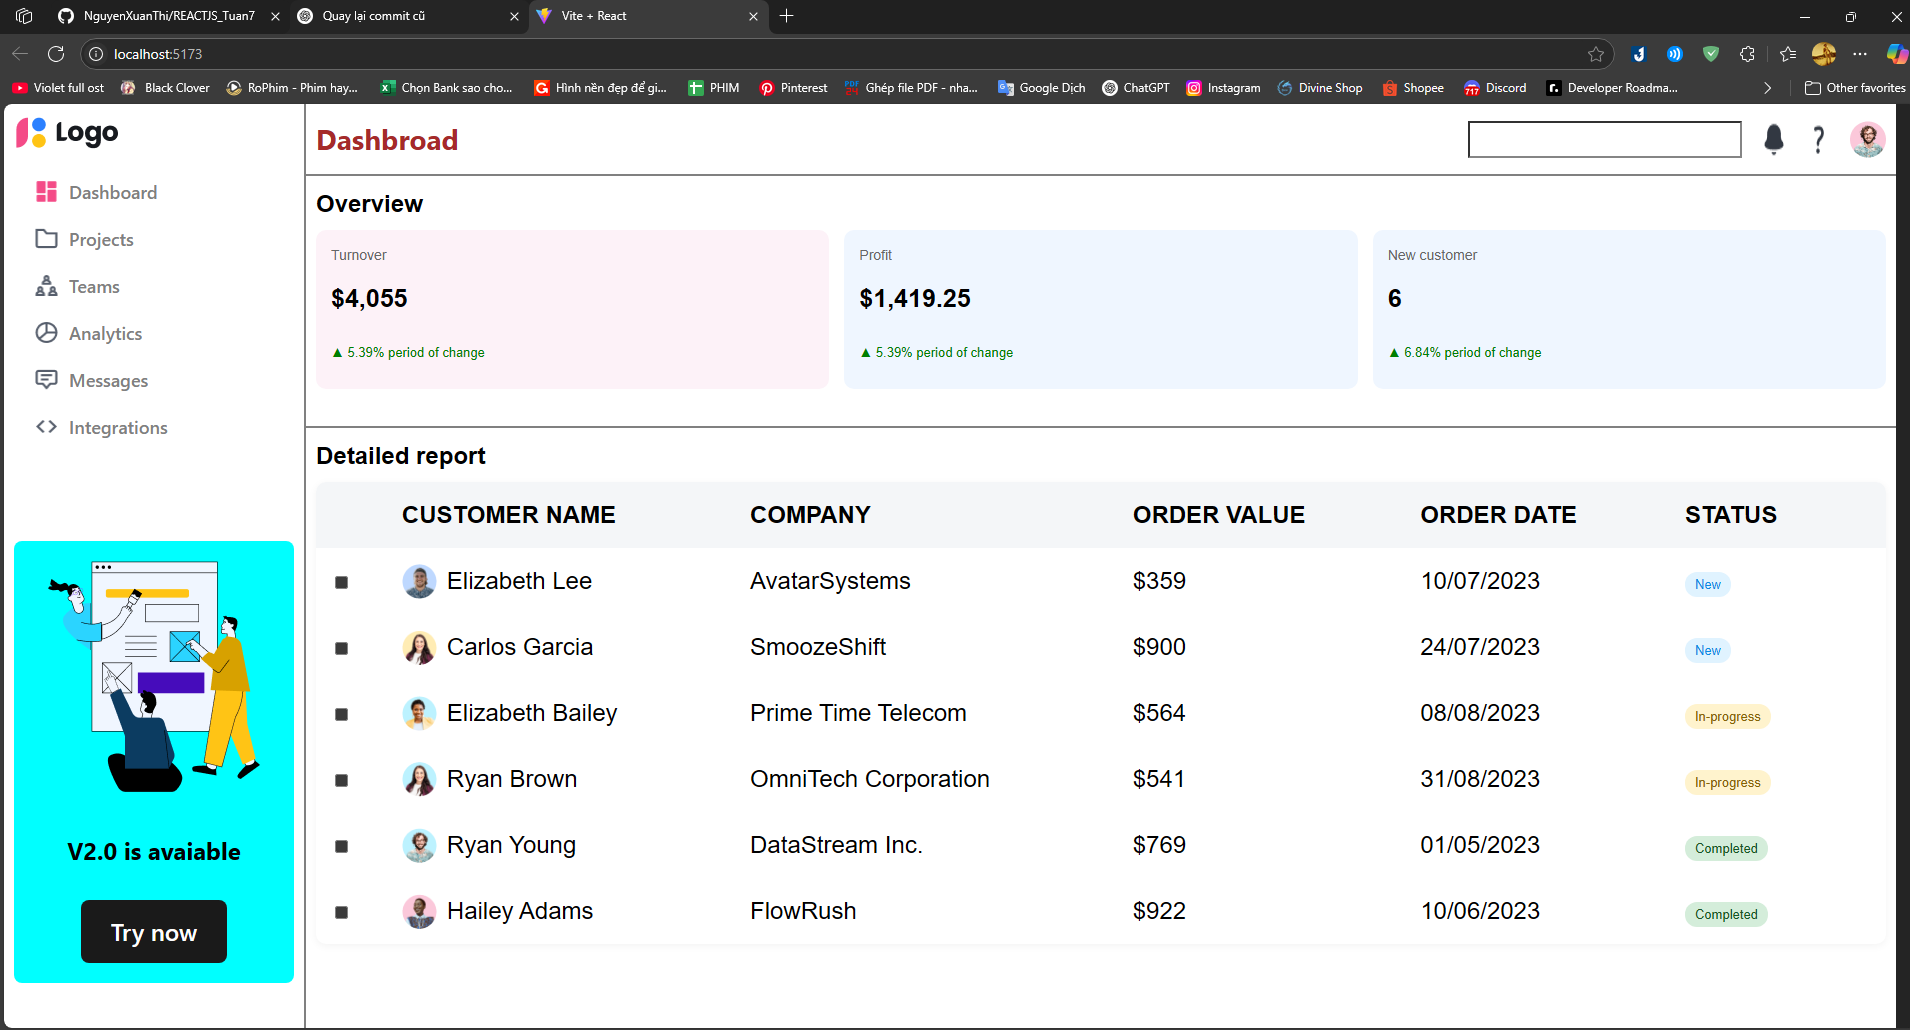 NguyenXuanThi/REACTJS_Tuan7
Quay lại commit cũ
Vite + React
localhost:5173
Violet full ost
Black Clover
RoPhim - Phim hay...
Chọn Bank sao cho...
Hình nền đẹp để gi...
PHIM
Pinterest
Ghép file PDF - nha...
Google Dịch
ChatGPT
Instagram
Divine Shop
Shopee
Discord
Developer Roadma...
Other favorites
Logo
Dashboard
Projects
Teams
Analytics
Messages
Integrations
V2.0 is avaiable
Try now
Dashbroad
Overview
Turnover
$4,055
▲ 5.39% period of change
Profit
$1,419.25
▲ 5.39% period of change
New customer
6
▲ 6.84% period of change
Detailed report
CUSTOMER NAME COMPANY ORDER VALUE ORDER DATE STATUS
Elizabeth Lee AvatarSystems $359 10/07/2023 New
Carlos Garcia SmoozeShift $900 24/07/2023 New
Elizabeth Bailey Prime Time Telecom $564 08/08/2023 In-progress
Ryan Brown OmniTech Corporation $541 31/08/2023 In-progress
Ryan Young DataStream Inc. $769 01/05/2023 Completed
Hailey Adams FlowRush $922 10/06/2023 Completed